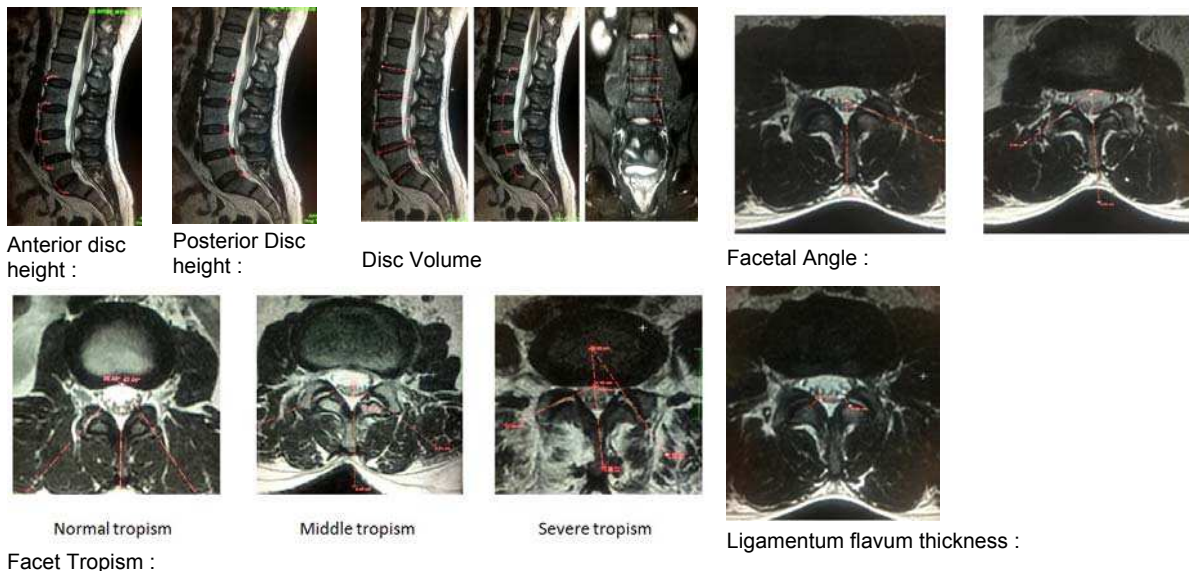 Anterior disc
height :
Posterior Disc
height :
Disc Volume
Facetal Angle :
Normal tropism
Middle tropism
Severe tropism
Facet Tropism :
Ligamentum flavum thickness :